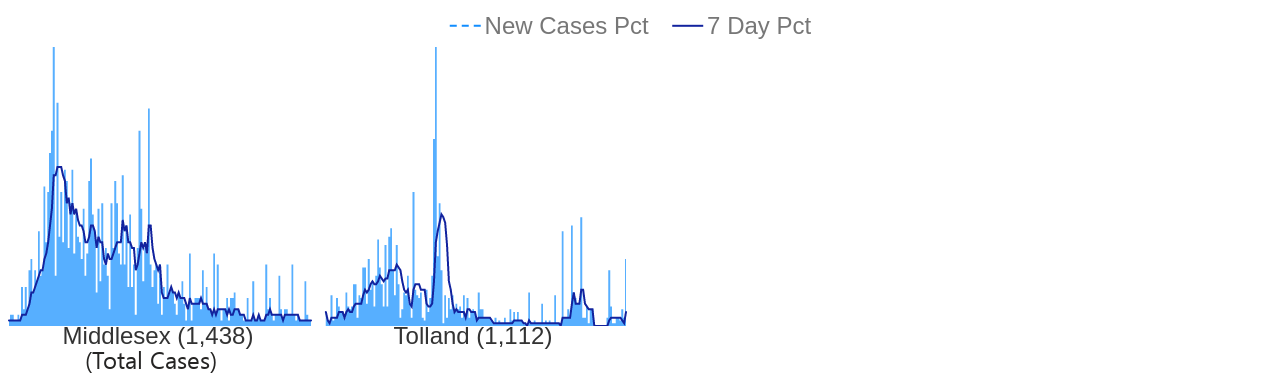 New Cases Pct 7 Day Pct
Middlesex (1,438) Tolland (1,112)
(Total Cases)